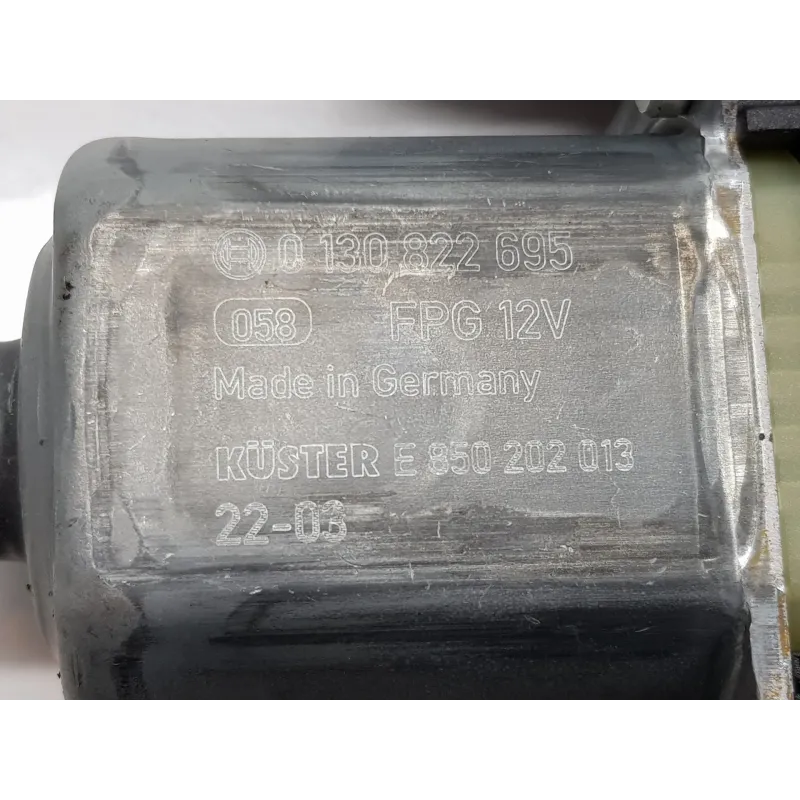 0 130 822 695
058 FPG 12V
Made in Germany
KÜSTER E 850 202 013
22-03